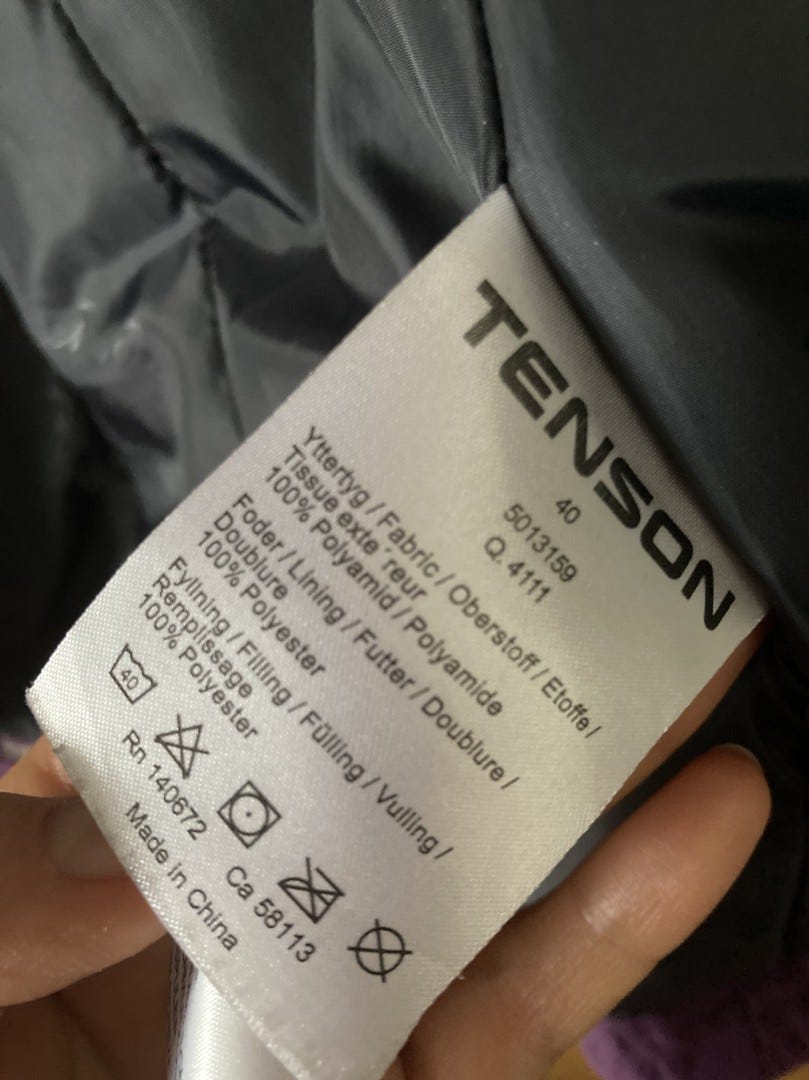 TENSON
40
5013159
Q. 4111
Yttertyg / Fabric / Oberstoff / Etoffe /
Tissue exte´reur
100% Polyamid / Polyamide
Foder / Lining / Futter / Doublure /
Doublure
100% Polyester
Fyllning / Filling / Fülling / Vulling /
Remplissage
100% Polyester
40
Rn 140672 Ca 58113
Made in China